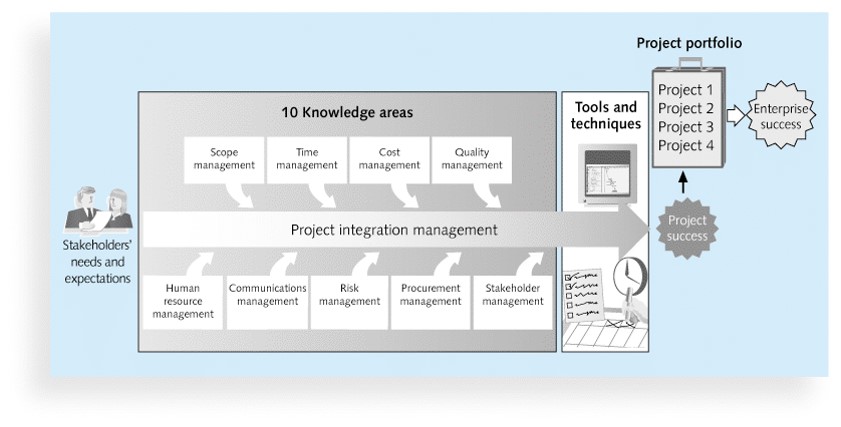 Project portfolio
Project 1
Project 2
Project 3
Project 4
Enterprise
success
10 Knowledge areas
Tools and
techniques
Scope
management
Time
management
Cost
management
Quality
management
Stakeholders'
needs and
expectations
Project integration management
Project
success
Human
resource
management
Communications
management
Risk
management
Procurement
management
Stakeholder
management